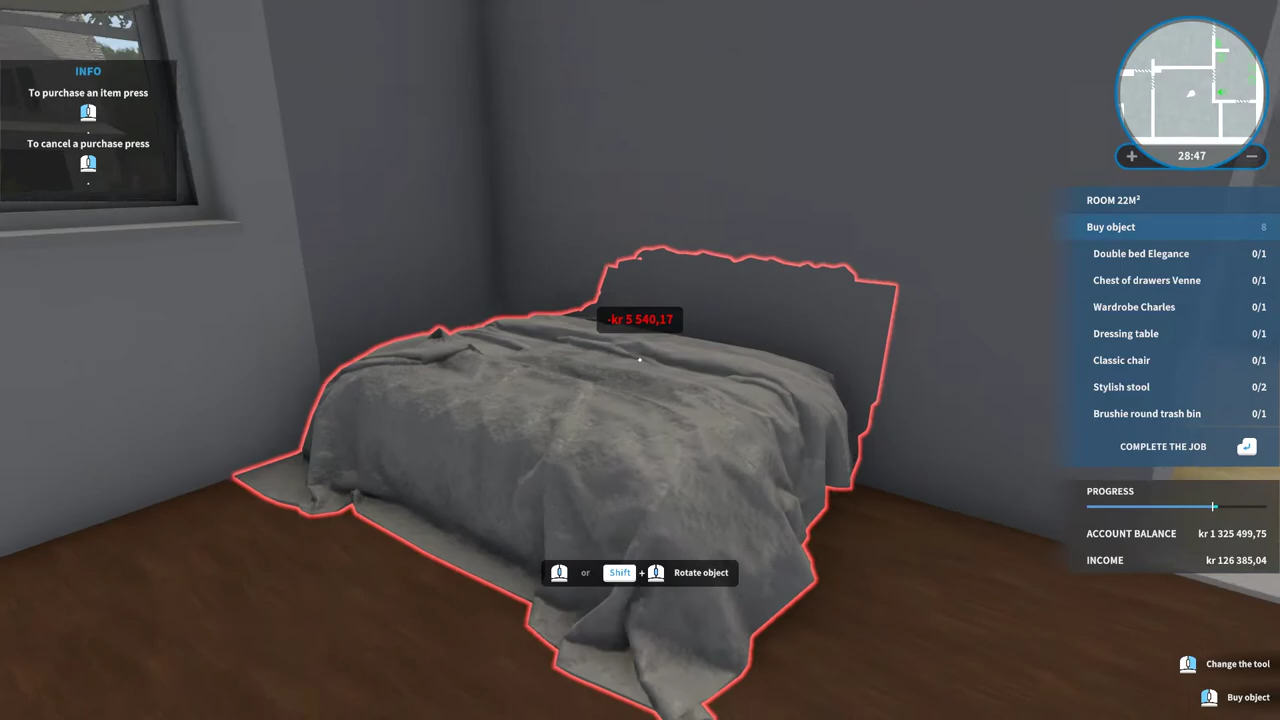 INFO
To purchase an item press
.
To cancel a purchase press
.
28:47
ROOM 22M²
Buy object 8
Double bed Elegance 0/1
Chest of drawers Venne 0/1
Wardrobe Charles 0/1
Dressing table 0/1
Classic chair 0/1
Stylish stool 0/2
Brushie round trash bin 0/1
COMPLETE THE JOB
-kr 5 540,17
PROGRESS
ACCOUNT BALANCE kr 1 325 499,75
INCOME kr 126 385,04
or Shift + Rotate object
Change the tool
Buy object